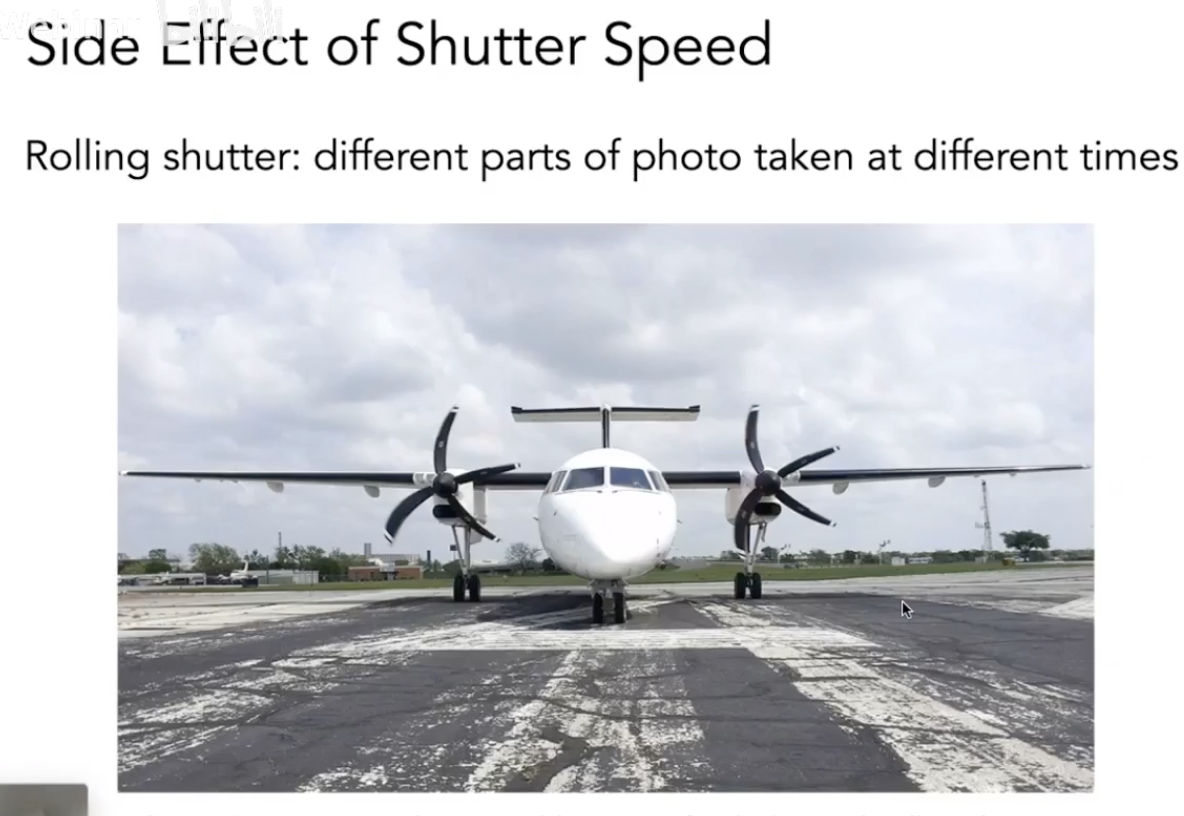 Side Effect of Shutter Speed
Rolling shutter: different parts of photo taken at different times